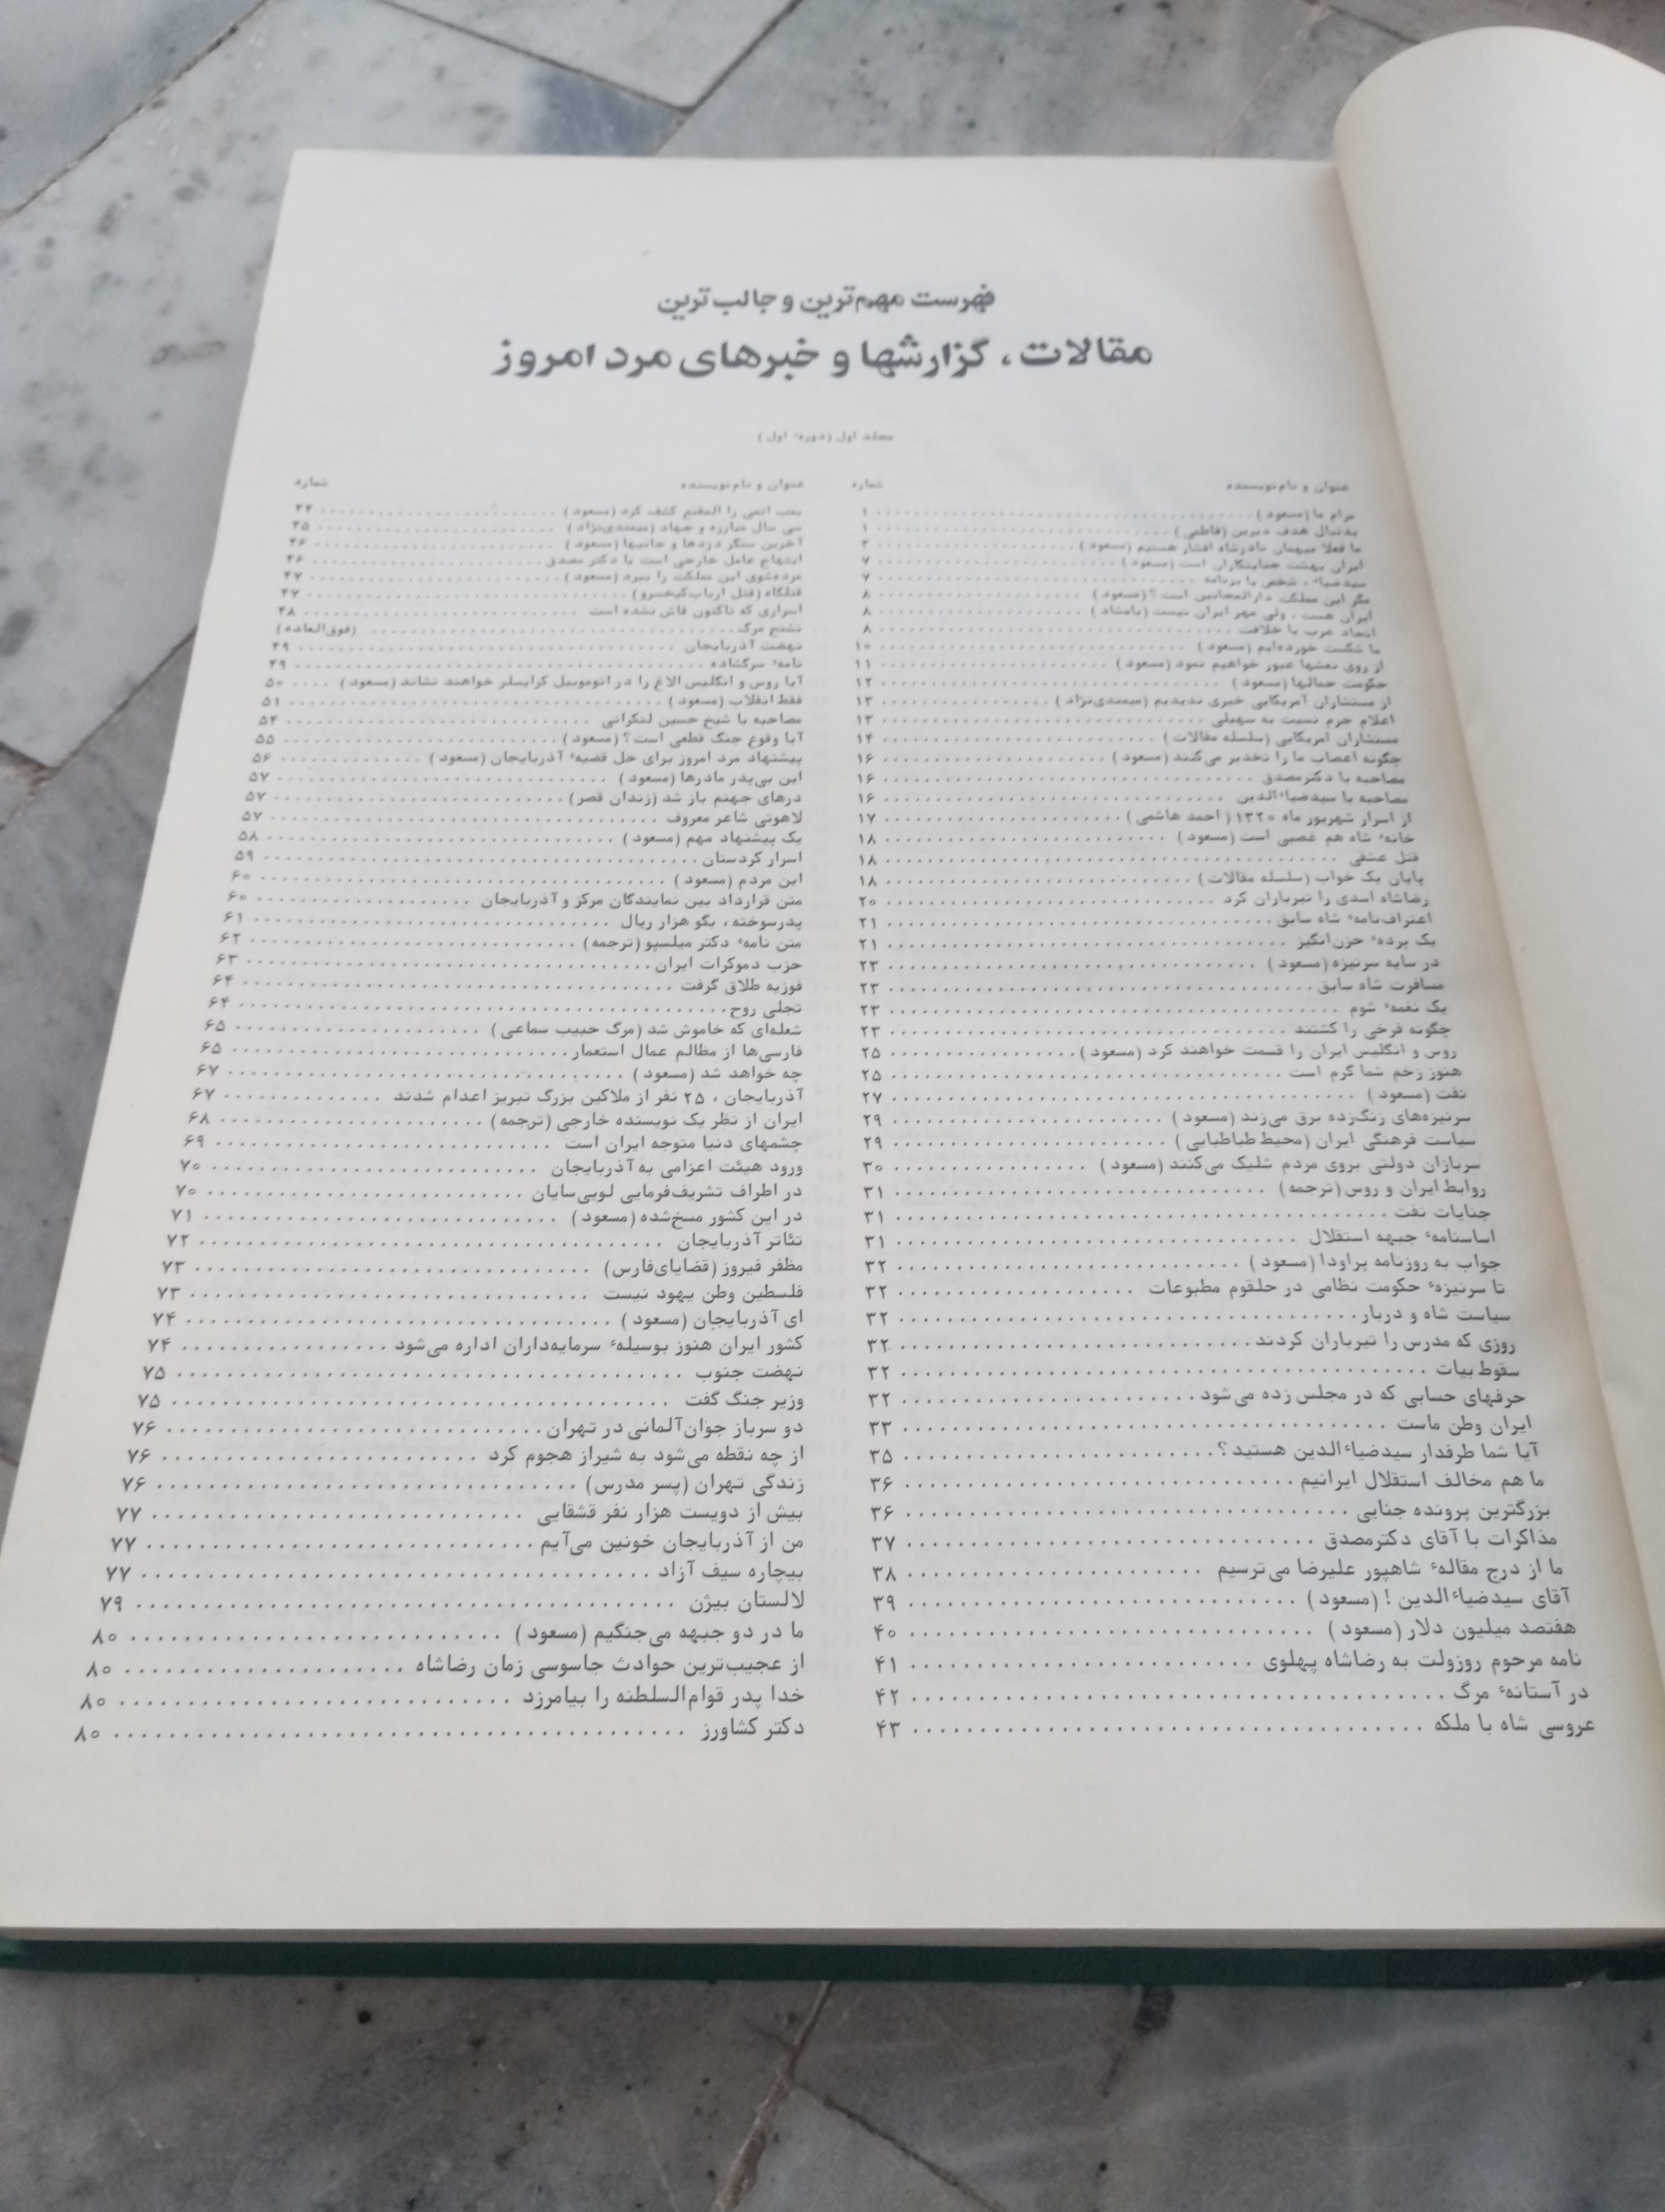 فهرست مهم‌ترین و جالب‌ترین
مقالات، گزارشها و خبرهای مرد امروز
مجلد اول (دورهٔ اول)
عنوان و نام نویسنده شماره
مرام ما (مسعود) ۱
بدنبال هدف دیرین (فاطمی) ۱
ما فعلا میهمان نادرشاه افشار هستیم (مسعود)
ایران بهشت جنایتکاران است (مسعود) ۷
سیدضیاء، شخص با برنامه ۷
مگر این مملکت دارالمجانین است؟ (مسعود) ۸
ایران هست، ولی مهر ایران نیست (بامشاد) ۸
اتحاد عرب با خلافت ۸
ما شکست خورده‌ایم (مسعود) ۱۰
از روی نعشها عبور خواهیم نمود (مسعود) ۱۱
حکومت حمالها (مسعود) ۱۲
از مستشاران آمریکایی خیری ندیدیم (میمندی‌نژاد) ۱۳
اعلام جرم نسبت به سهیلی ۱۳
مستشاران امریکایی (سلسله مقالات) ۱۴
چگونه اعصاب ما را تخدیر می‌کنند (مسعود) ۱۶
مصاحبه با دکترمصدق ۱۶
مصاحبه با سیدضیاءالدین ۱۶
از اسرار شهریور ماه ۱۳۲۰ (احمد هاشمی) ۱۷
خانهٔ شاه هم غصبی است (مسعود) ۱۸
قتل عشقی ۱۸
پایان یک خواب (سلسله مقالات) ۱۸
رضاشاه اسدی را تیرباران کرد ۲۰
اعتراف‌نامهٔ شاه سابق ۲۱
یک پردهٔ حزن‌انگیز ۲۱
در سایه سرنیزه (مسعود) ۲۳
مسافرت شاه سابق ۲۳
یک نغمهٔ شوم ۲۳
چگونه فرخی را کشتند ۲۳
روس و انگلیس ایران را قسمت خواهند کرد (مسعود) ۲۵
هنوز زخم شما گرم است ۲۵
نفت (مسعود) ۲۷
سرنیزه‌های زنگ‌زده برق می‌زند (مسعود) ۲۹
سیاست فرهنگی ایران (محیط طباطبایی) ۲۹
سربازان دولتی بروی مردم شلیک می‌کنند (مسعود) ۳۰
روابط ایران و روس (ترجمه) ۳۱
جنایات نفت ۳۱
اساسنامهٔ جبهه استقلال ۳۱
جواب به روزنامه پراودا (مسعود) ۳۲
تا سرنیزهٔ حکومت نظامی در حلقوم مطبوعات ۳۲
سیاست شاه و دربار ۳۲
روزی که مدرس را تیرباران کردند ۳۲
سقوط بیات ۳۲
حرفهای حسابی که در مجلس زده می‌شود ۳۲
ایران وطن ماست ۳۳
آیا شما طرفدار سیدضیاءالدین هستید؟ ۳۵
ما هم مخالف استقلال ایرانیم ۳۶
بزرگترین پرونده جنایی ۳۶
مذاکرات با آقای دکترمصدق ۳۷
ما از درج مقالهٔ شاهپور علیرضا می‌ترسیم ۳۸
آقای سیدضیاءالدین! (مسعود) ۳۹
هفتصد میلیون دلار (مسعود) ۴۰
نامه مرحوم روزولت به رضاشاه پهلوی ۴۱
در آستانهٔ مرگ ۴۲
عروسی شاه با ملکه ۴۳
عنوان و نام نویسنده شماره
بمب اتمی را المقنع کشف کرد (مسعود) ۴۴
سی سال مبارزه و جهاد (میمندی‌نژاد) ۴۵
آخرین سنگر دزدها و جانیها (مسعود) ۴۶
ابتهاج عامل خارجی است یا دکتر مصدق ۴۶
مرده‌شوی این مملکت را ببرد (مسعود) ۴۷
قتلگاه (قتل ارباب‌کیخسرو) ۴۷
اسراری که تاکنون فاش نشده است ۴۸
تشنج مرگ (فوق‌العاده)
نهضت آذربایجان ۴۹
نامهٔ سرگشاده ۴۹
آیا روس و انگلیس الاغ را در اتوموبیل کرایسلر خواهند نشاند (مسعود) ۵۰
فقط انقلاب (مسعود) ۵۱
مصاحبه با شیخ حسین لنکرانی ۵۴
آیا وقوع جنگ قطعی است؟ (مسعود) ۵۵
پیشنهاد مرد امروز برای حل قضیهٔ آذربایجان (مسعود) ۵۶
این بی‌پدر مادرها (مسعود) ۵۷
درهای جهنم باز شد (زندان قصر) ۵۷
لاهوتی شاعر معروف ۵۷
یک پیشنهاد مهم (مسعود) ۵۸
اسرار کردستان ۵۹
این مردم (مسعود) ۶۰
متن قرارداد بین نمایندگان مرکز و آذربایجان ۶۰
پدرسوخته، بگو هزار ریال ۶۱
متن نامهٔ دکتر میلسپو (ترجمه) ۶۲
حزب دموکرات ایران ۶۳
فوزیه طلاق گرفت ۶۴
تجلی روح ۶۴
شعله‌ای که خاموش شد (مرگ حبیب سماعی) ۶۵
فارسی‌ها از مظالم عمال استعمار ۶۵
چه خواهد شد (مسعود) ۶۷
آذربایجان، ۲۵ نفر از ملاکین بزرگ تبریز اعدام شدند ۶۷
ایران از نظر یک نویسنده خارجی (ترجمه) ۶۸
چشمهای دنیا متوجه ایران است ۶۹
ورود هیئت اعزامی به آذربایجان ۷۰
در اطراف تشریف‌فرمایی لویی‌سایان ۷۰
در این کشور مسخ‌شده (مسعود) ۷۱
تئاتر آذربایجان ۷۲
مظفر فیروز (قضایای‌فارس) ۷۳
فلسطین وطن یهود نیست ۷۳
ای آذربایجان (مسعود) ۷۴
کشور ایران هنوز بوسیلهٔ سرمایه‌داران اداره می‌شود ۷۴
نهضت جنوب ۷۵
وزیر جنگ گفت ۷۵
دو سرباز جوان‌آلمانی در تهران ۷۶
از چه نقطه می‌شود به شیراز هجوم کرد ۷۶
زندگی تهران (پسر مدرس) ۷۶
بیش از دویست هزار نفر قشقایی ۷۷
من از آذربایجان خونین می‌آیم ۷۷
بیچاره سیف آزاد ۷۷
لالستان بیژن ۷۹
ما در دو جبهه می‌جنگیم (مسعود) ۸۰
از عجیب‌ترین حوادث جاسوسی زمان رضاشاه ۸۰
خدا پدر قوام‌السلطنه را بیامرزد ۸۰
دکتر کشاورز ۸۰